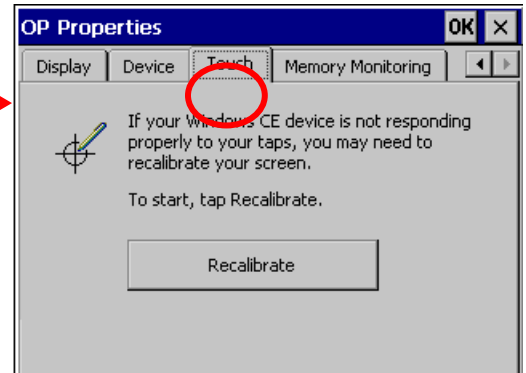 OP Properties OK ×
Display Device Touch Memory Monitoring
If your Windows CE device is not responding
properly to your taps, you may need to
recalibrate your screen.
To start, tap Recalibrate.
Recalibrate